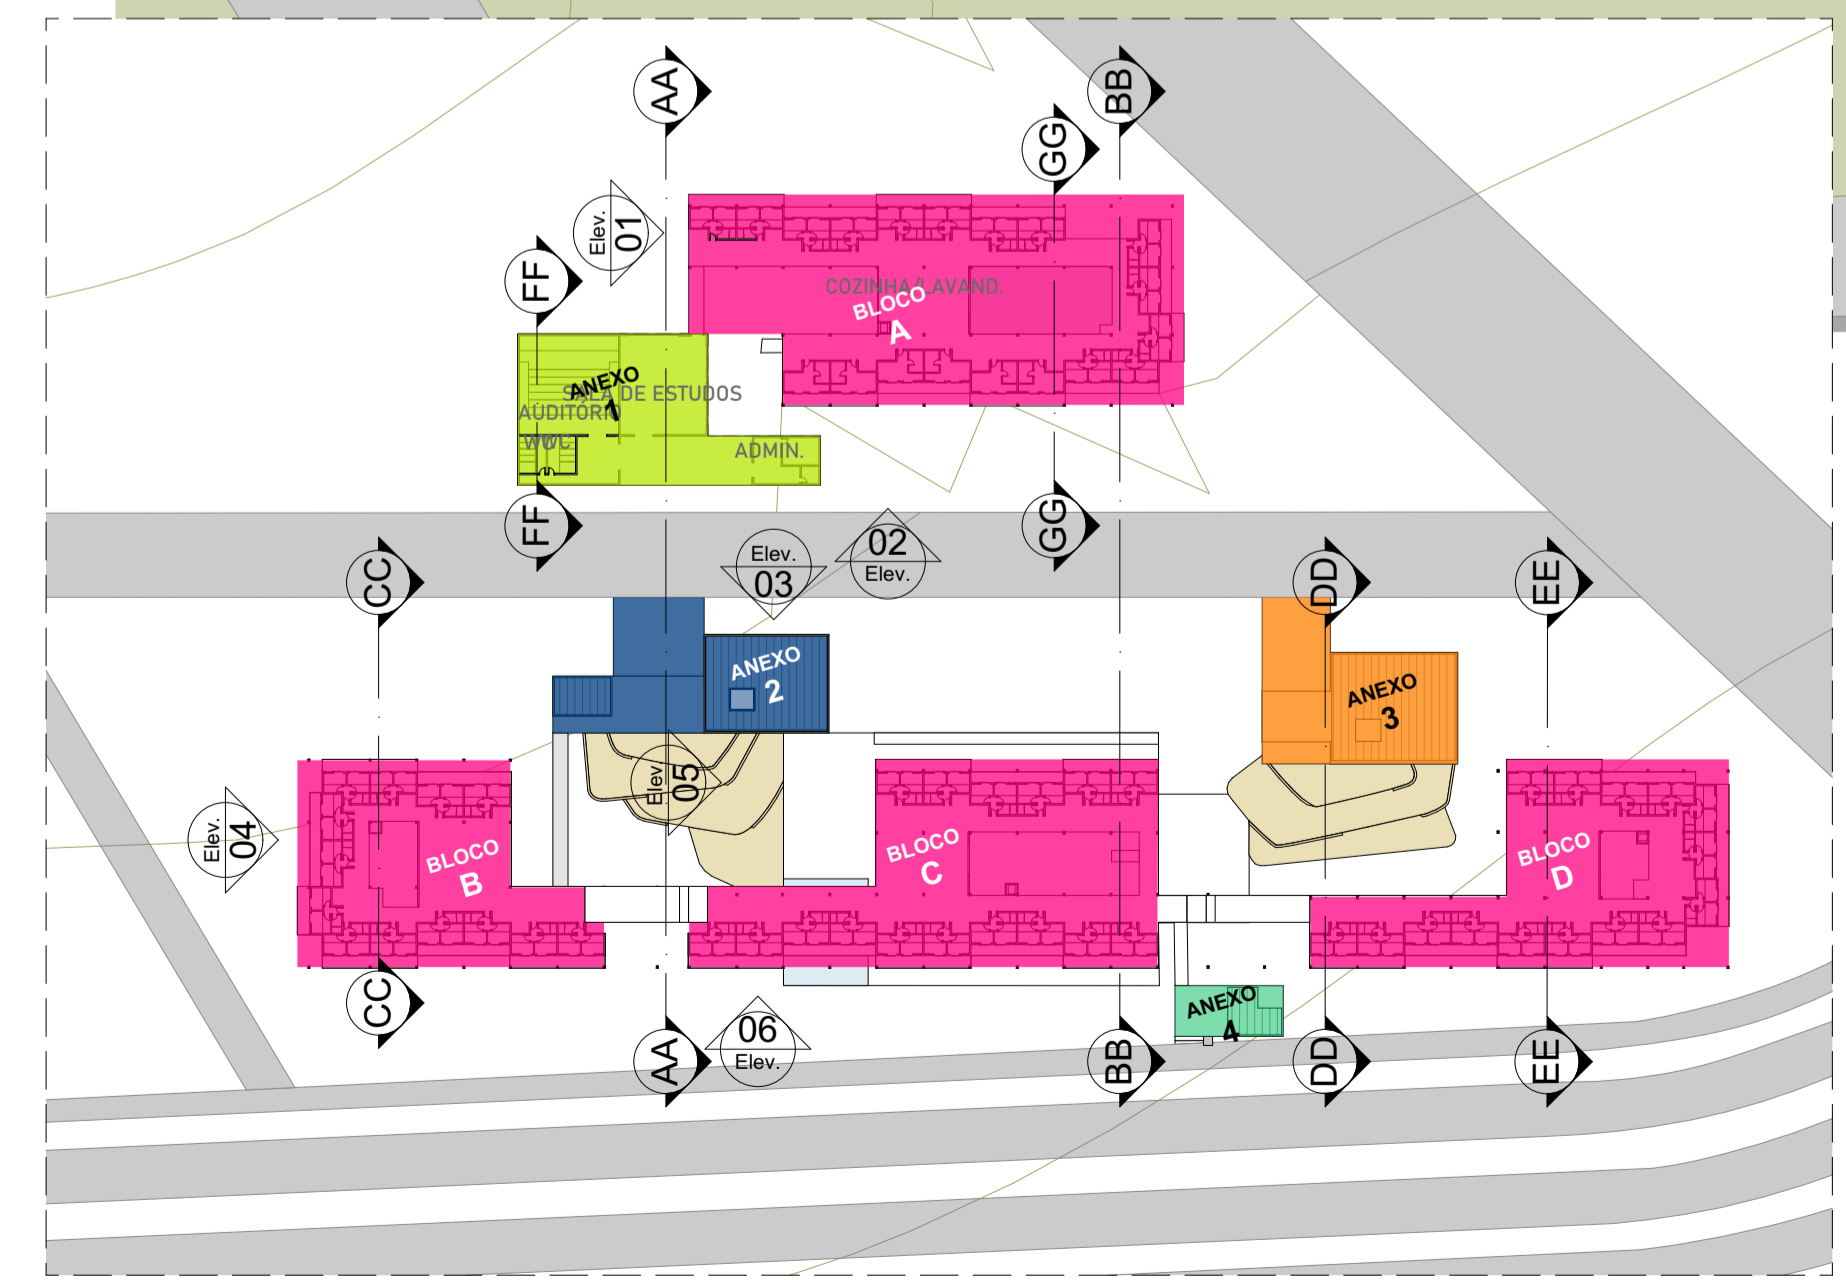 AA
BB
GG
Elev.
01
FF
COZINHA/LAVAND.
BLOCO
A
ANEXO
1
SALA DE ESTUDOS
AUDITÓRIO
WWC
ADMIN.
FF
GG
02
Elev.
Elev.
03
CC
DD
EE
ANEXO
2
ANEXO
3
Elev.
05
Elev.
04
BLOCO
B
BLOCO
C
BLOCO
D
CC
ANEXO
4
06
Elev.
AA
BB
DD
EE